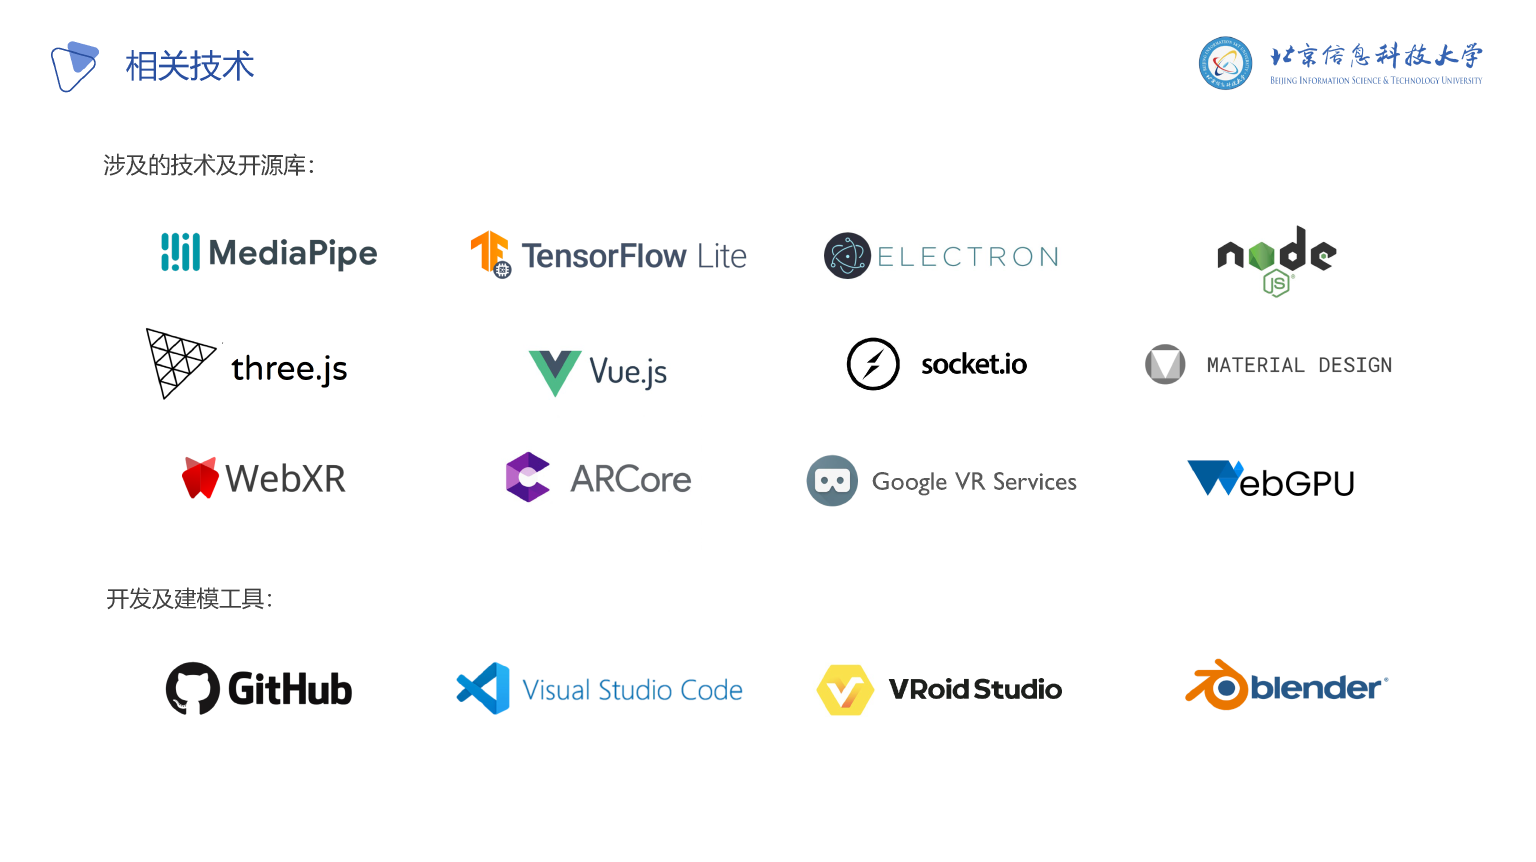 相关技术
北京信息科技大学
BEIJING INFORMATION SCIENCE & TECHNOLOGY UNIVERSITY
涉及的技术及开源库：
MediaPipe
TensorFlow Lite
ELECTRON
node
JS
three.js
Vue.js
socket.io
MATERIAL DESIGN
WebXR
ARCore
Google VR Services
WebGPU
开发及建模工具：
GitHub
Visual Studio Code
VRoid Studio
blender